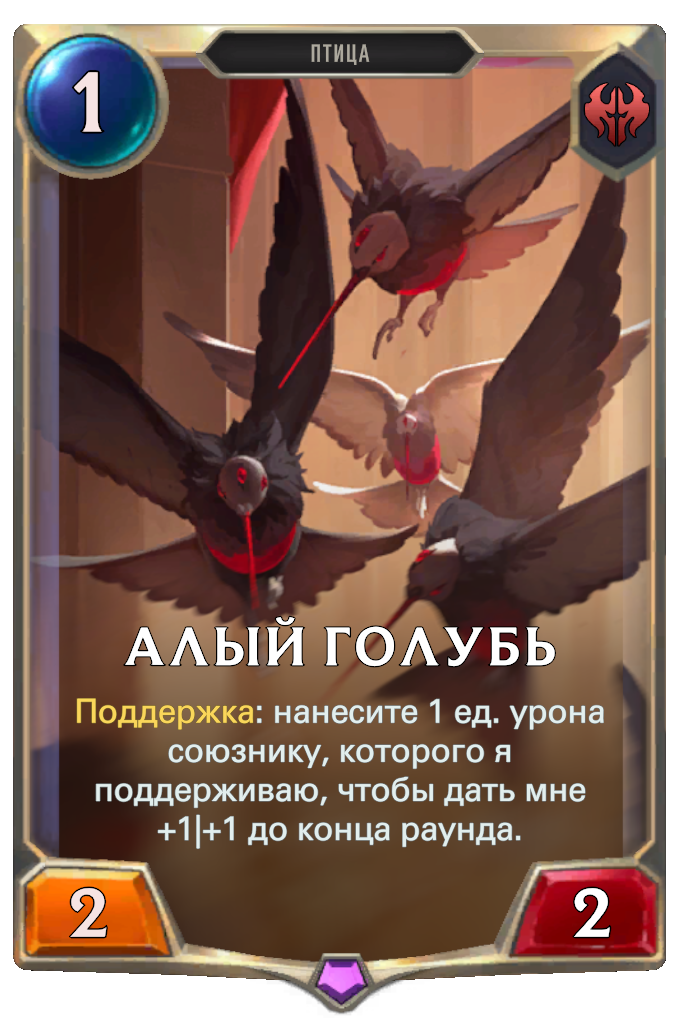 1
ПТИЦА
АЛЫЙ ГОЛУБЬ
Поддержка: нанесите 1 ед. урона
союзнику, которого я
поддерживаю, чтобы дать мне
+1|+1 до конца раунда.
2
2